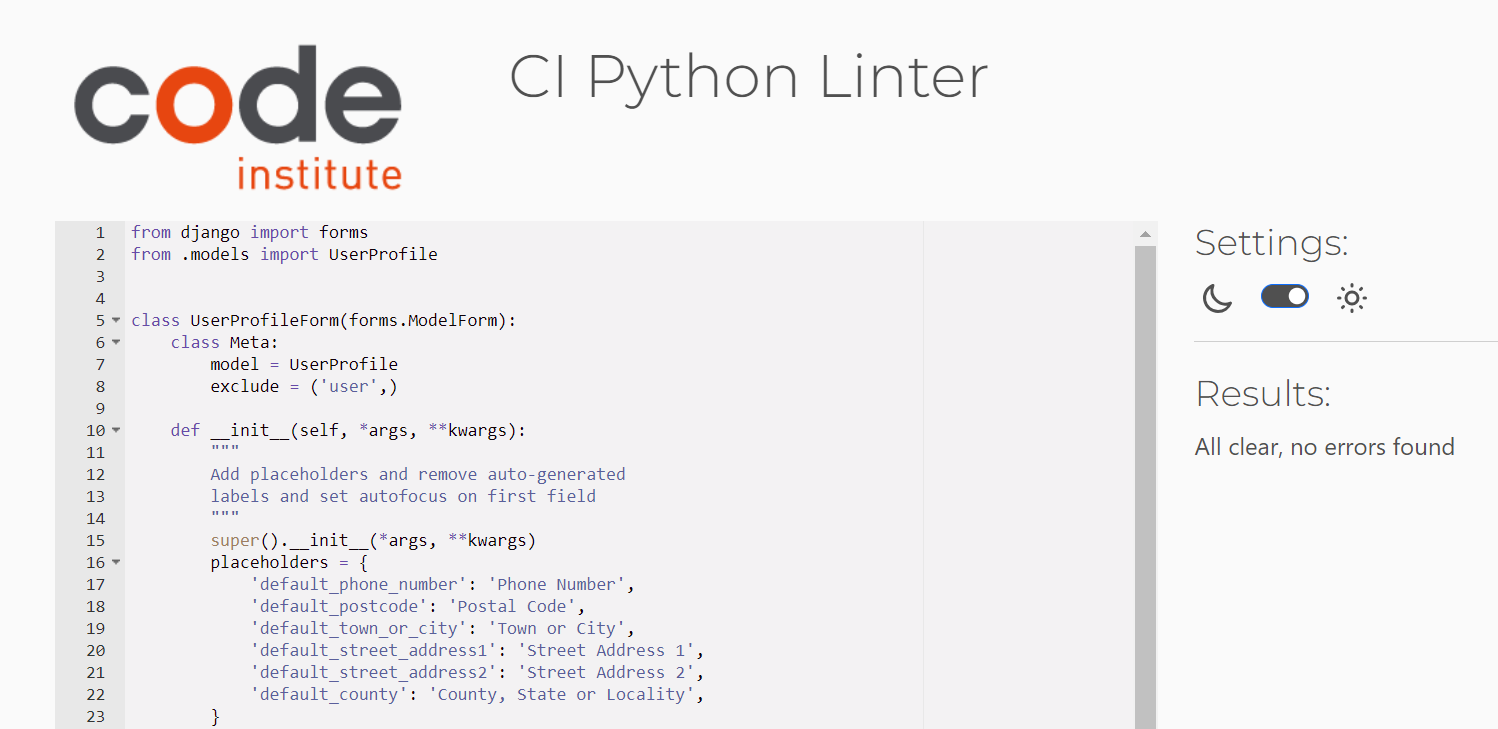 code
institute
CI Python Linter
1 from django import forms
2 from .models import UserProfile
3
4
5 class UserProfileForm(forms.ModelForm):
6     class Meta:
7         model = UserProfile
8         exclude = ('user',)
9
10     def __init__(self, *args, **kwargs):
11         """
12         Add placeholders and remove auto-generated
13         labels and set autofocus on first field
14         """
15         super().__init__(*args, **kwargs)
16         placeholders = {
17             'default_phone_number': 'Phone Number',
18             'default_postcode': 'Postal Code',
19             'default_town_or_city': 'Town or City',
20             'default_street_address1': 'Street Address 1',
21             'default_street_address2': 'Street Address 2',
22             'default_county': 'County, State or Locality',
23         }
Settings:
Results:
All clear, no errors found